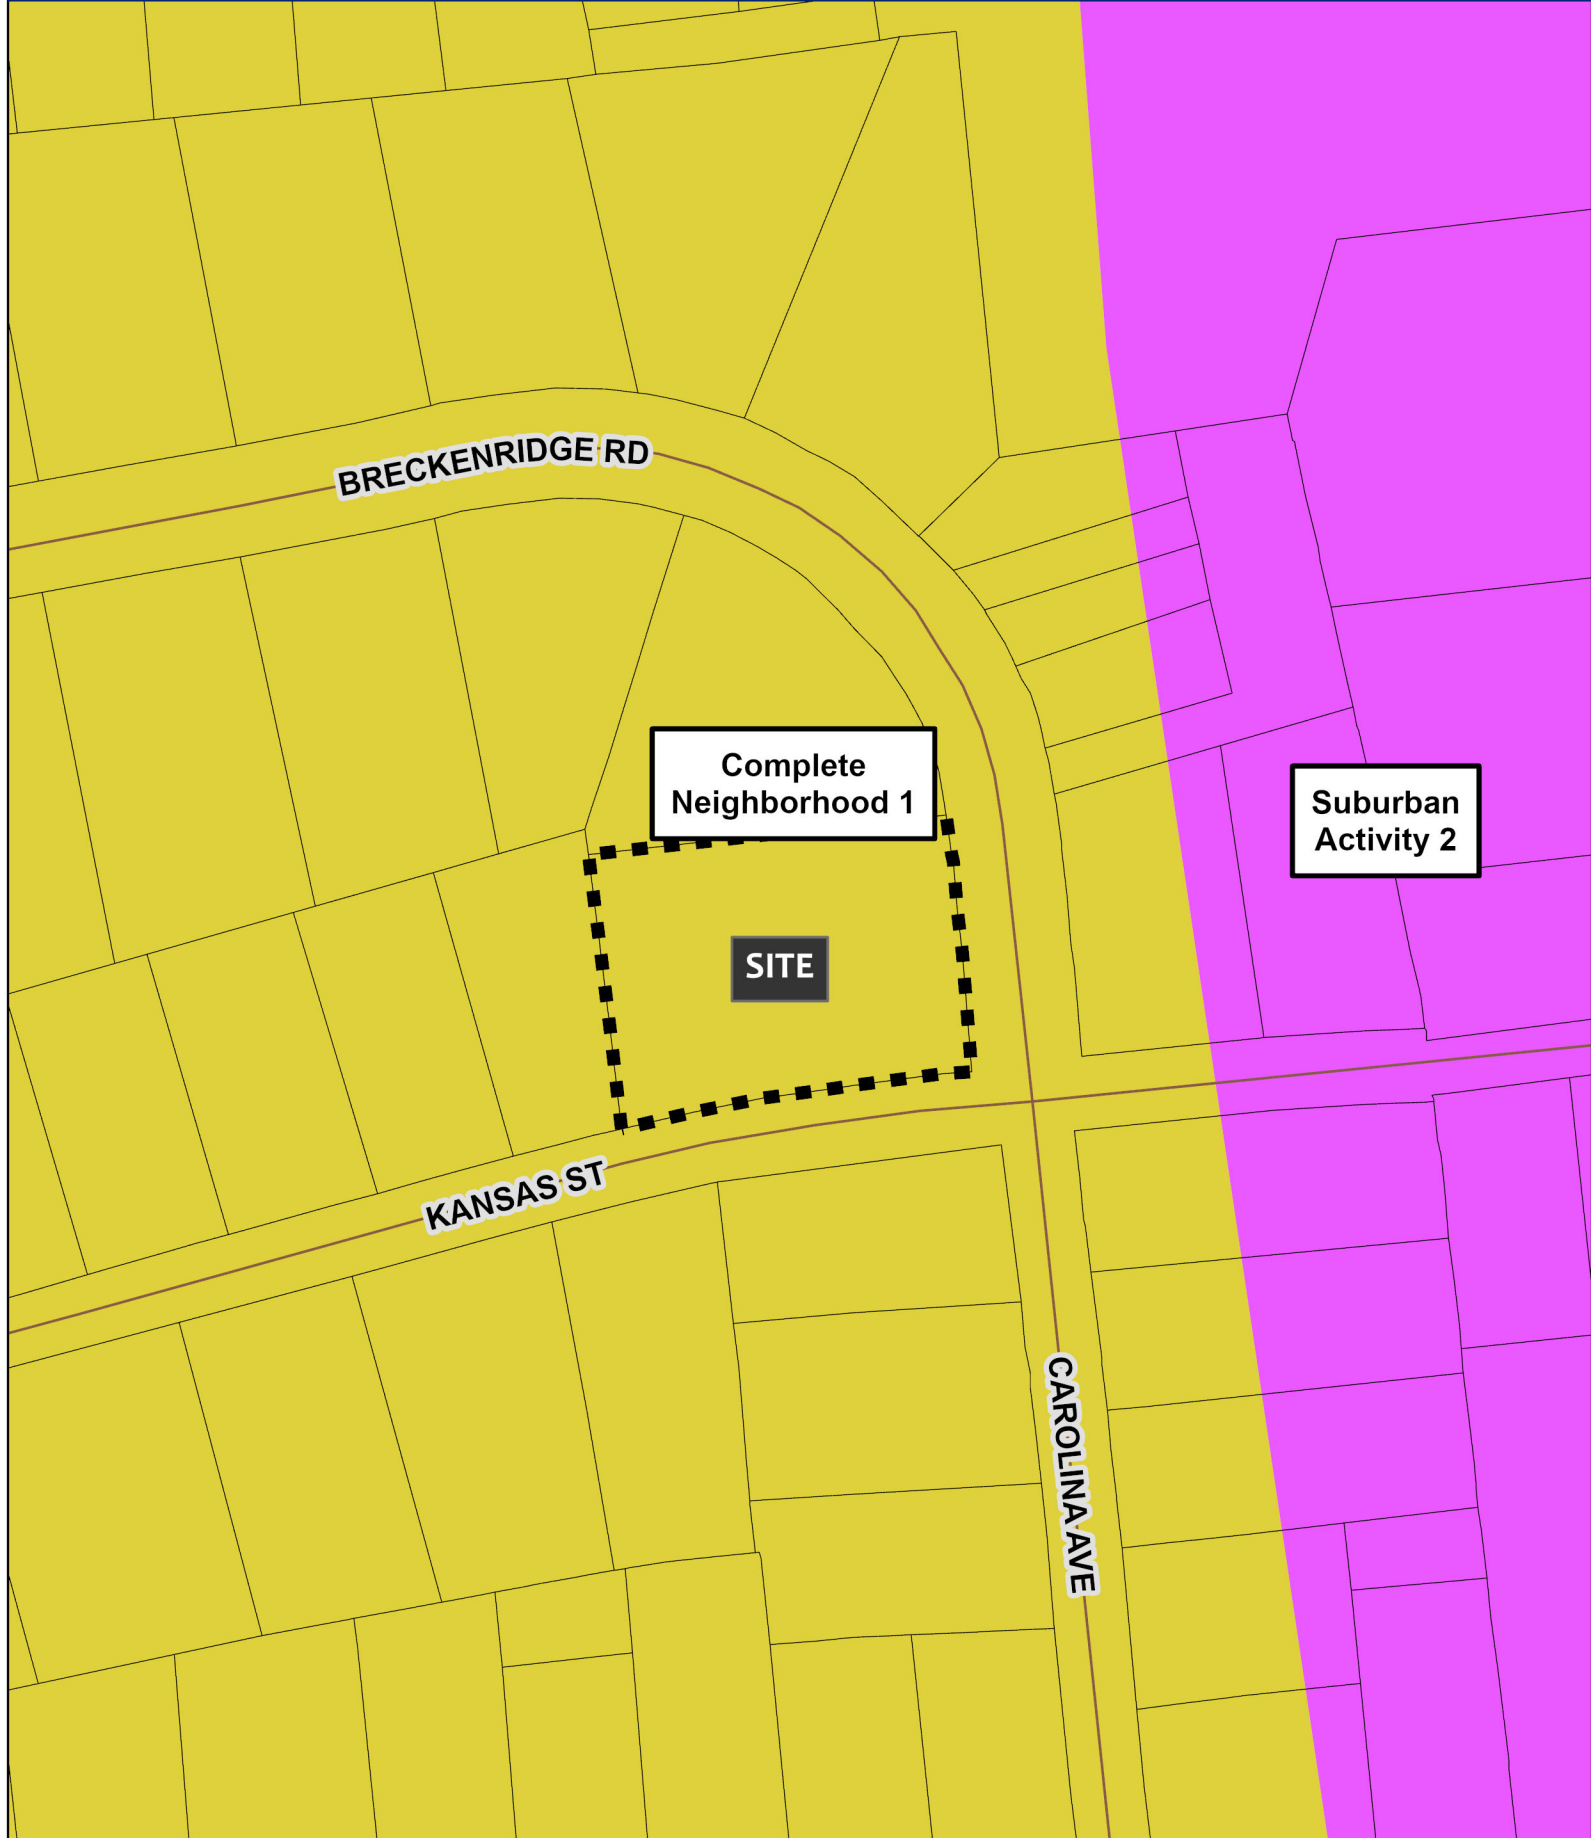 BRECKENRIDGE RD
Complete
Neighborhood 1
Suburban
Activity 2
SITE
KANSAS ST
CAROLINA AVE